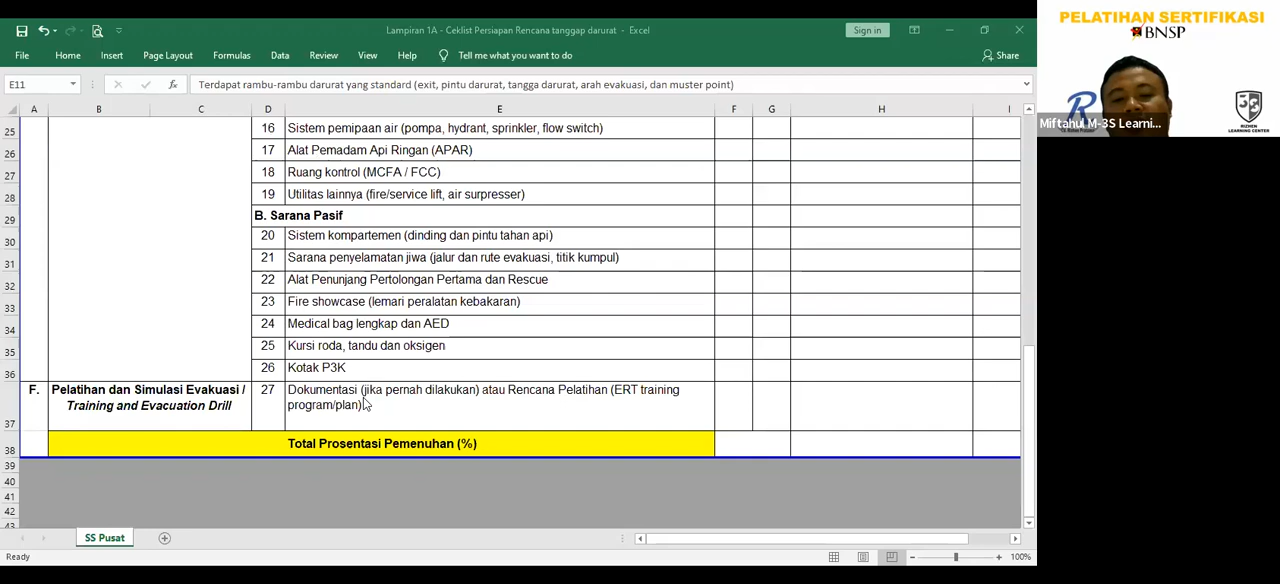 Lampiran 1A - Ceklist Persiapan Rencana tanggap darurat - Excel
Sign in
File Home Insert Page Layout Formulas Data Review View Help Tell me what you want to do Share
E11 fx Terdapat rambu-rambu darurat yang standard (exit, pintu darurat, tangga darurat, arah evakuasi, dan muster point)
A B C D E F G H I
25 16 Sistem pemipaan air (pompa, hydrant, sprinkler, flow switch)
26 17 Alat Pemadam Api Ringan (APAR)
27 18 Ruang kontrol (MCFA / FCC)
28 19 Utilitas lainnya (fire/service lift, air surpresser)
29 B. Sarana Pasif
30 20 Sistem kompartemen (dinding dan pintu tahan api)
31 21 Sarana penyelamatan jiwa (jalur dan rute evakuasi, titik kumpul)
32 22 Alat Penunjang Pertolongan Pertama dan Rescue
33 23 Fire showcase (lemari peralatan kebakaran)
34 24 Medical bag lengkap dan AED
35 25 Kursi roda, tandu dan oksigen
36 26 Kotak P3K
F. Pelatihan dan Simulasi Evakuasi / 27 Dokumentasi (jika pernah dilakukan) atau Rencana Pelatihan (ERT training
Training and Evacuation Drill program/plan)
37
38 Total Prosentasi Pemenuhan (%)
39
40
41
42
43
SS Pusat
Ready 100%
PELATIHAN SERTIFIKASI
BNSP
Miftahul M-3S Learni...
RIZHEN
LEARNING CENTER